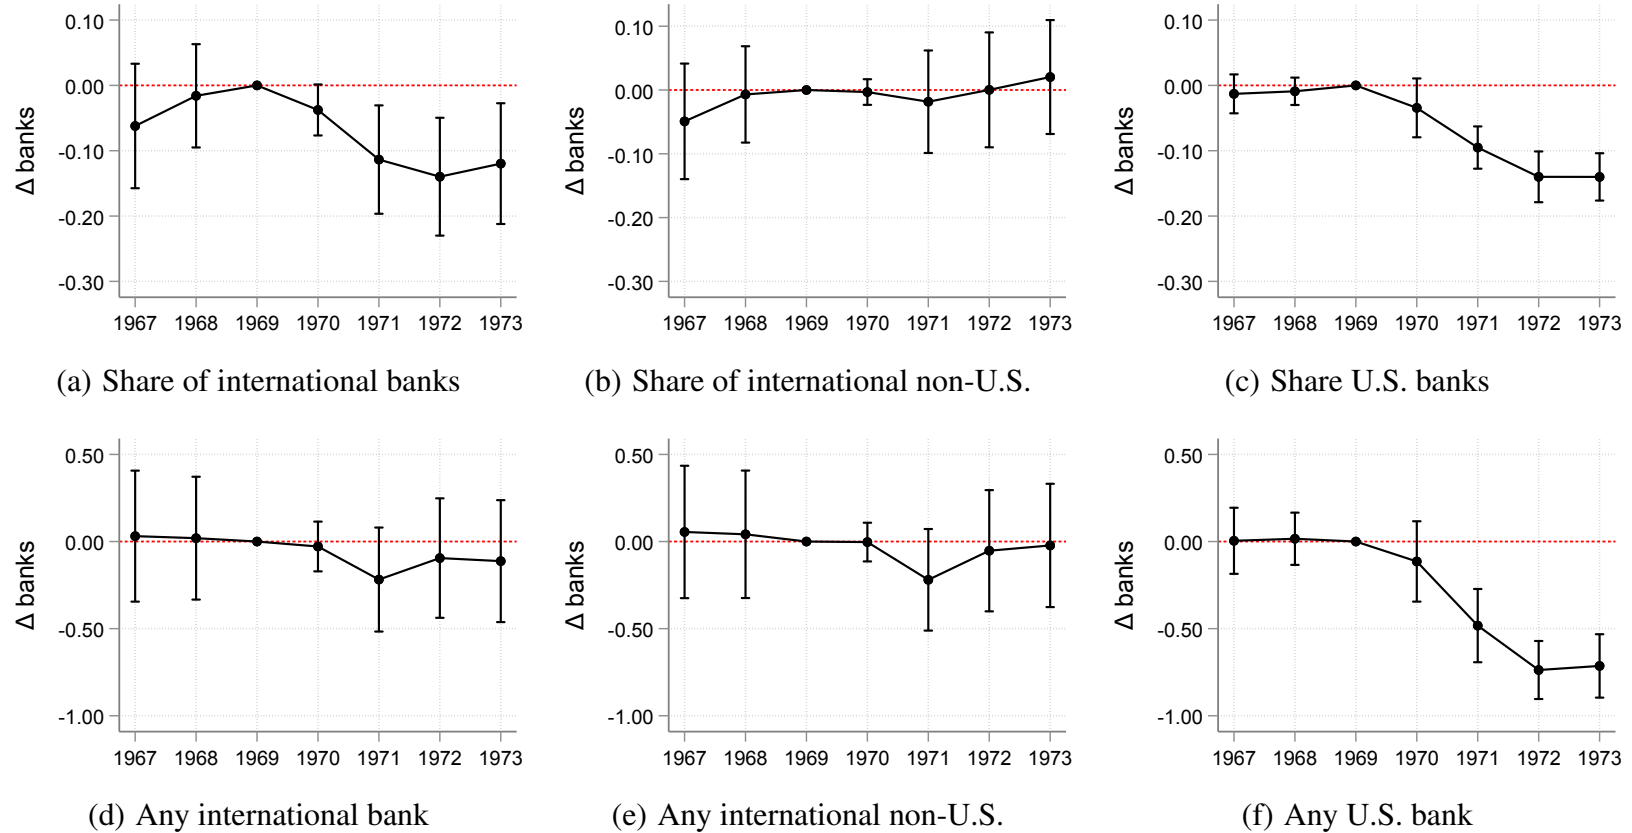 0.10
0.00
-0.10
-0.20
-0.30
Δ banks
1967 1968 1969 1970 1971 1972 1973
(a) Share of international banks
0.10
0.00
-0.10
-0.20
-0.30
Δ banks
1967 1968 1969 1970 1971 1972 1973
(b) Share of international non-U.S.
0.10
0.00
-0.10
-0.20
-0.30
Δ banks
1967 1968 1969 1970 1971 1972 1973
(c) Share U.S. banks
0.50
0.00
-0.50
-1.00
Δ banks
1967 1968 1969 1970 1971 1972 1973
(d) Any international bank
0.50
0.00
-0.50
-1.00
Δ banks
1967 1968 1969 1970 1971 1972 1973
(e) Any international non-U.S.
0.50
0.00
-0.50
-1.00
Δ banks
1967 1968 1969 1970 1971 1972 1973
(f) Any U.S. bank